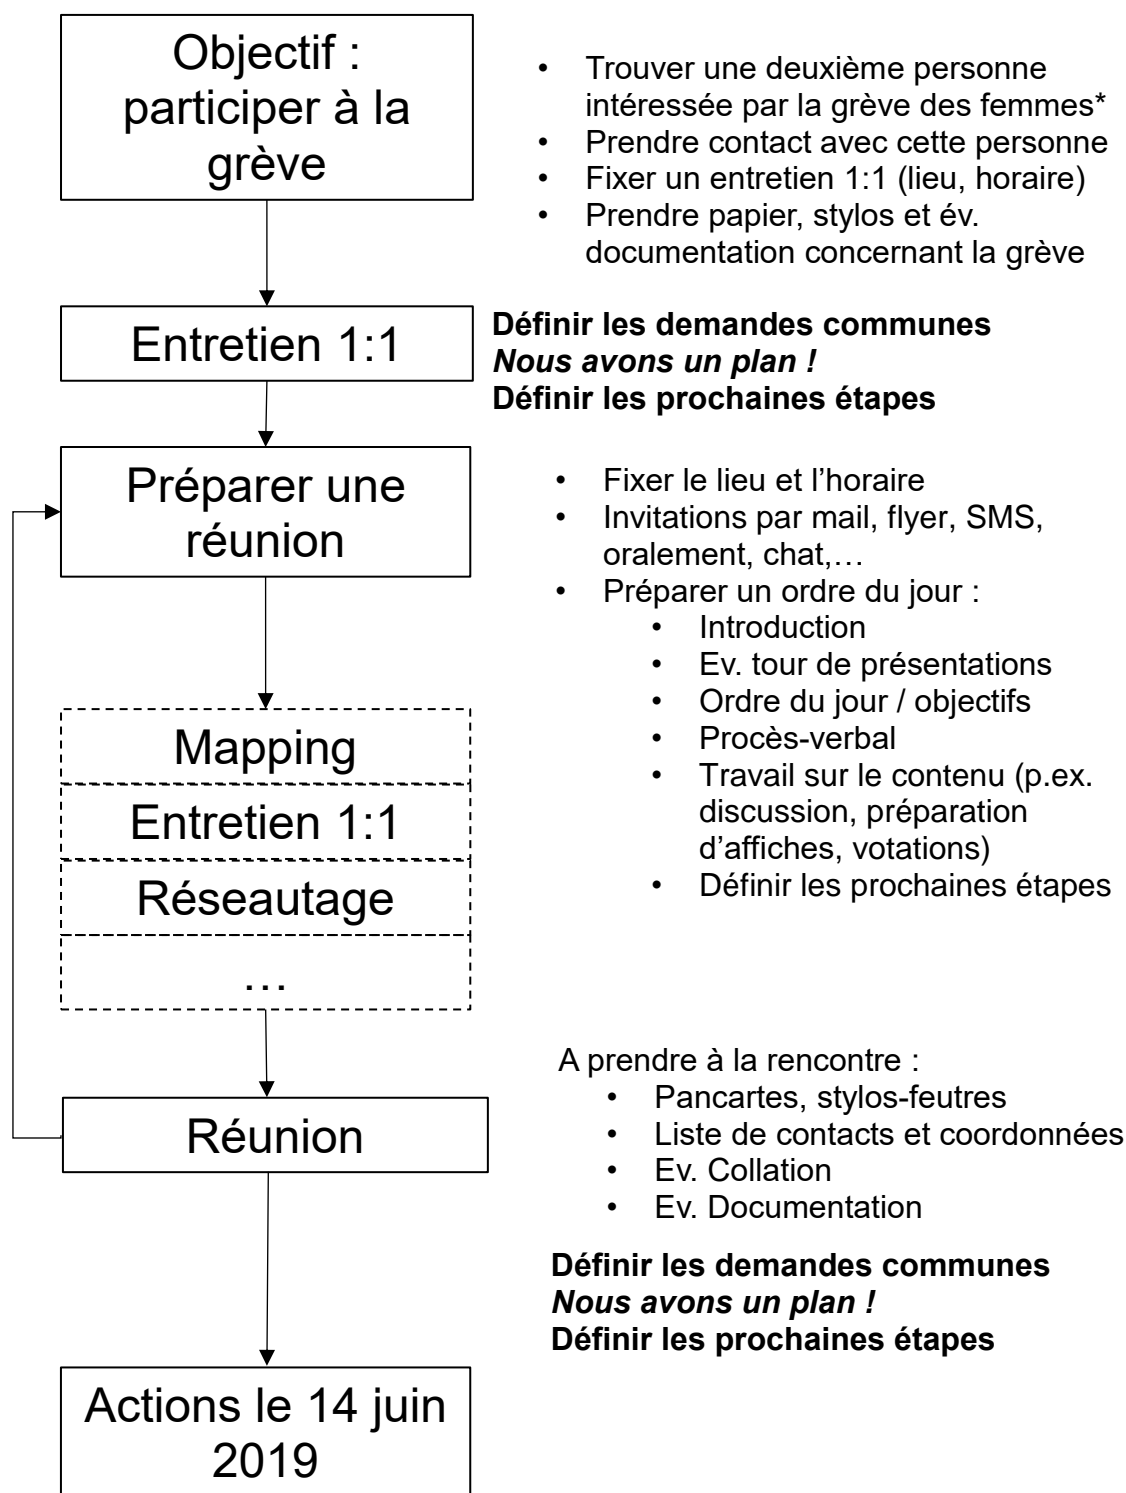 Objectif :
participer à la
grève
• Trouver une deuxième personne
intéressée par la grève des femmes*
• Prendre contact avec cette personne
• Fixer un entretien 1:1 (lieu, horaire)
• Prendre papier, stylos et év.
documentation concernant la grève
Entretien 1:1
Définir les demandes communes
Nous avons un plan !
Définir les prochaines étapes
Préparer une
réunion
• Fixer le lieu et l’horaire
• Invitations par mail, flyer, SMS,
oralement, chat,…
• Préparer un ordre du jour :
• Introduction
• Ev. tour de présentations
• Ordre du jour / objectifs
• Procès-verbal
• Travail sur le contenu (p.ex.
discussion, préparation
d’affiches, votations)
• Définir les prochaines étapes
Mapping
Entretien 1:1
Réseautage
…
Réunion
A prendre à la rencontre :
• Pancartes, stylos-feutres
• Liste de contacts et coordonnées
• Ev. Collation
• Ev. Documentation
Définir les demandes communes
Nous avons un plan !
Définir les prochaines étapes
Actions le 14 juin
2019